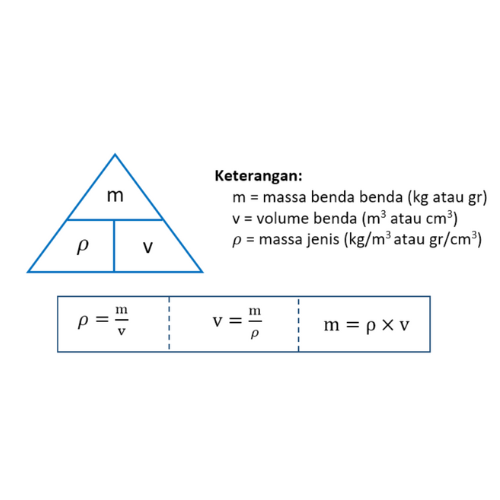 m
ρ v
Keterangan:
m = massa benda benda (kg atau gr)
v = volume benda (m³ atau cm³)
ρ = massa jenis (kg/m³ atau gr/cm³)
ρ = m/v
v = m/ρ
m = ρ × v